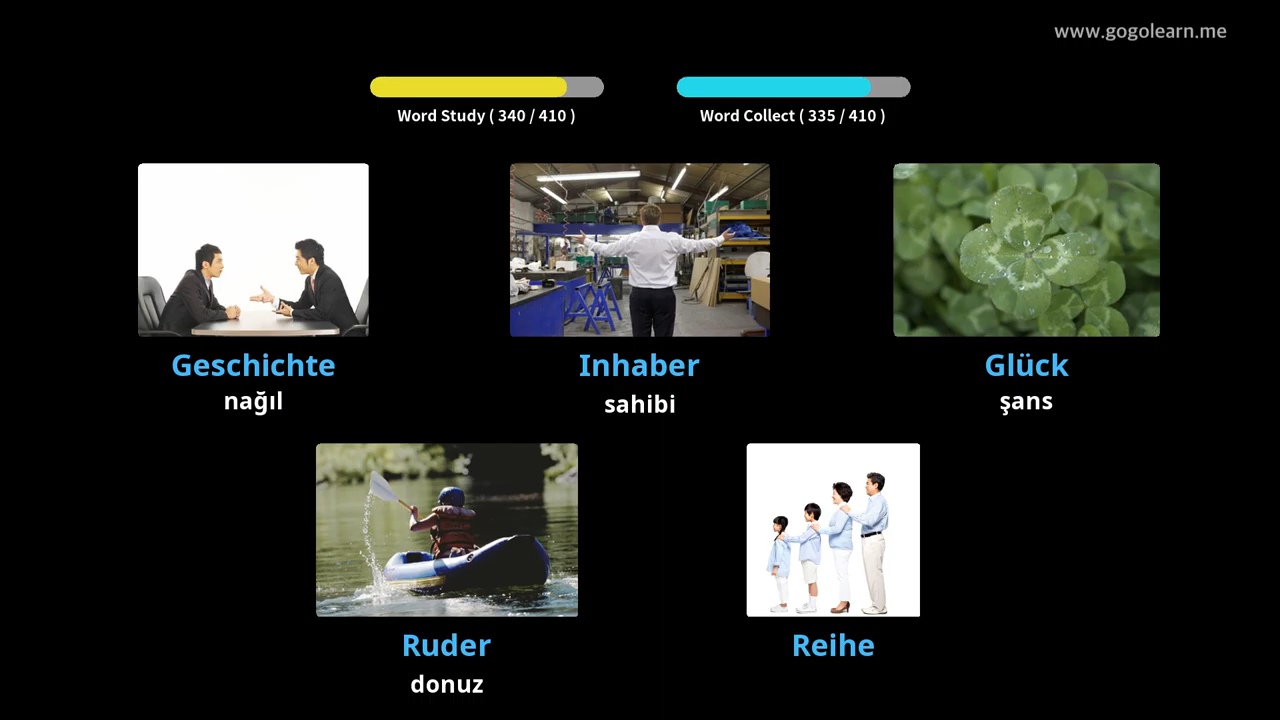 www.gogolearn.me
Word Study ( 340 / 410 )
Word Collect ( 335 / 410 )
Geschichte
nağıl
Inhaber
sahibi
Glück
şans
Ruder
donuz
Reihe